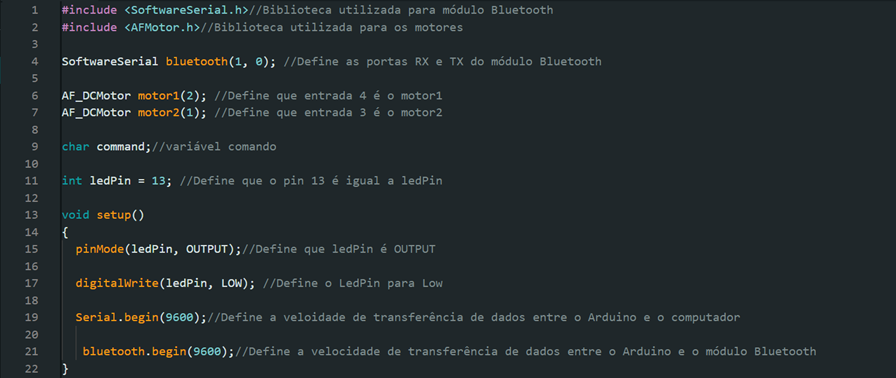 1 #include <SoftwareSerial.h>//Biblioteca utilizada para módulo Bluetooth
2 #include <AFMotor.h>//Biblioteca utilizada para os motores
3
4 SoftwareSerial bluetooth(1, 0); //Define as portas RX e TX do módulo Bluetooth
5
6 AF_DCMotor motor1(2); //Define que entrada 4 é o motor1
7 AF_DCMotor motor2(1); //Define que entrada 3 é o motor2
8
9 char command;//variável comando
10
11 int ledPin = 13; //Define que o pin 13 é igual a ledPin
12
13 void setup()
14 {
15 pinMode(ledPin, OUTPUT);//Define que ledPin é OUTPUT
16
17 digitalWrite(ledPin, LOW); //Define o LedPin para Low
18
19 Serial.begin(9600);//Define a veloidade de transferência de dados entre o Arduino e o computador
20
21 bluetooth.begin(9600);//Define a velocidade de transferência de dados entre o Arduino e o módulo Bluetooth
22 }